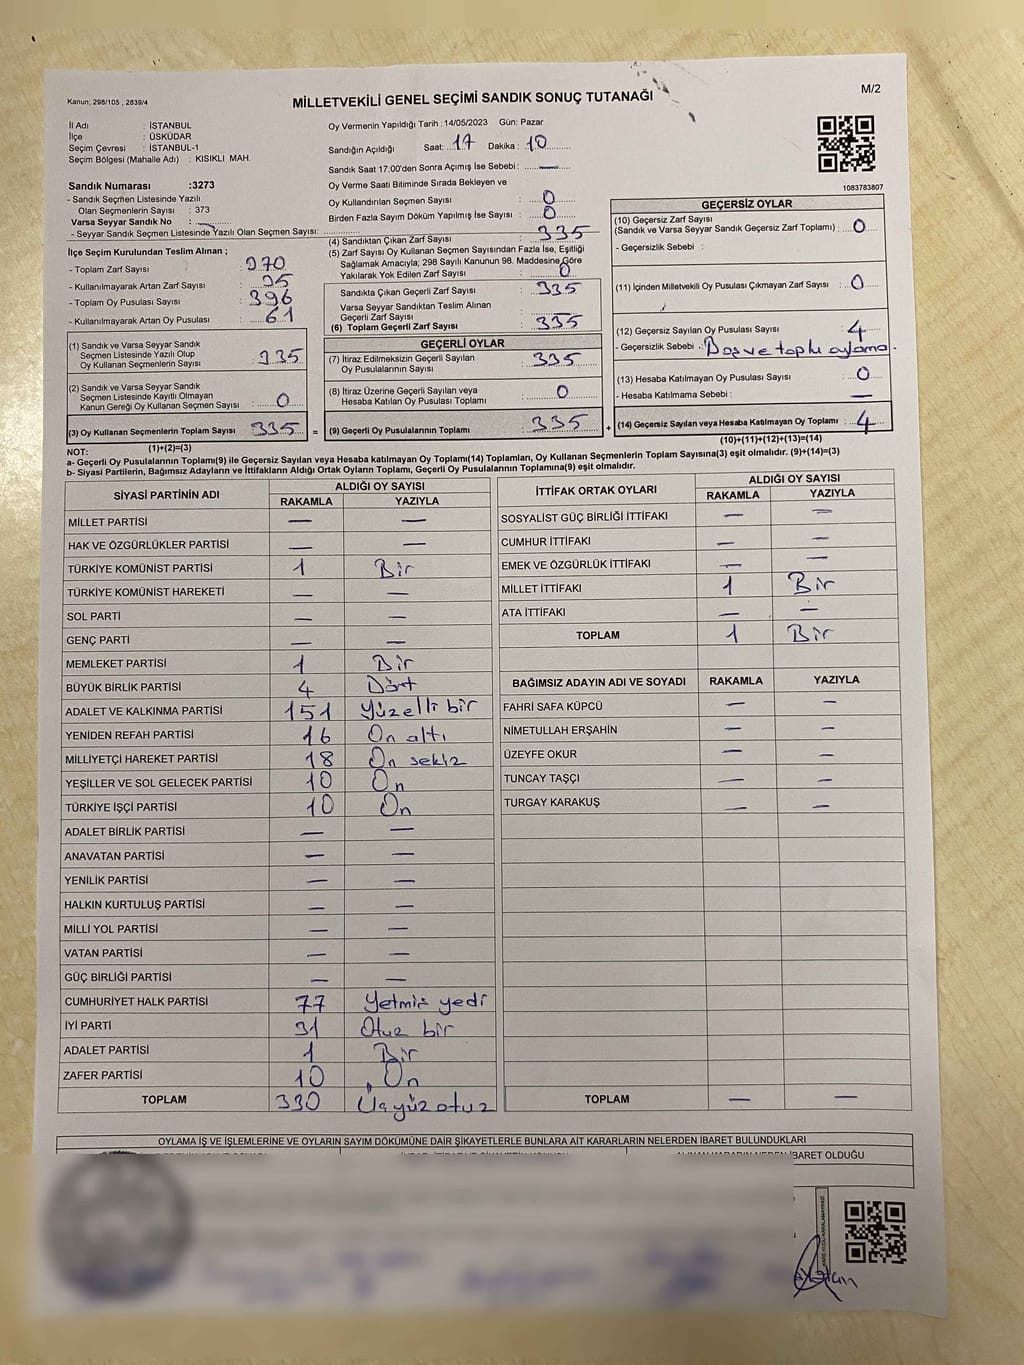 Kanun; 298/105 , 2839/4
MİLLETVEKİLİ GENEL SEÇİMİ SANDIK SONUÇ TUTANAĞI
M/2
İl Adı : İSTANBUL
İlçe : ÜSKÜDAR
Seçim Çevresi : İSTANBUL-1
Seçim Bölgesi (Mahalle Adı) : KISIKLI MAH.
Sandık Numarası :3273
- Sandık Seçmen Listesinde Yazılı
Olan Seçmenlerin Sayısı : 373
Varsa Seyyar Sandık No :
- Seyyar Sandık Seçmen Listesinde Yazılı Olan Seçmen Sayısı:
İlçe Seçim Kurulundan Teslim Alınan ;
- Toplam Zarf Sayısı : 370
- Kullanılmayarak Artan Zarf Sayısı : 35
- Toplam Oy Pusulası Sayısı : 396
- Kullanılmayarak Artan Oy Pusulası : 61
(1) Sandık ve Varsa Seyyar Sandık
Seçmen Listesinde Yazılı Olup
Oy Kullanan Seçmenlerin Sayısı : 335
(2) Sandık ve Varsa Seyyar Sandık
Seçmen Listesinde Kayıtlı Olmayan
Kanun Gereği Oy Kullanan Seçmen Sayısı : 0
(3) Oy Kullanan Seçmenlerin Toplam Sayısı : 335 =
(1)+(2)=(3)
Oy Vermenin Yapıldığı Tarih :14/05/2023 Gün: Pazar
Sandığın Açıldığı Saat: 17 Dakika : 10
Sandık Saat 17:00'den Sonra Açımış İse Sebebi : —
Oy Verme Saati Bitiminde Sırada Bekleyen ve
Oy Kullandırılan Seçmen Sayısı : 0
Birden Fazla Sayım Döküm Yapılmış İse Sayısı : 0
(4) Sandıktan Çıkan Zarf Sayısı : 335
(5) Zarf Sayısı Oy Kullanan Seçmen Sayısından Fazla İse, Eşitliği
Sağlamak Amacıyla; 298 Sayılı Kanunun 98. Maddesine Göre
Yakılarak Yok Edilen Zarf Sayısı : 0
Sandıkta Çıkan Geçerli Zarf Sayısı : 335
Varsa Seyyar Sandıktan Teslim Alınan
Geçerli Zarf Sayısı :
(6) Toplam Geçerli Zarf Sayısı : 335
GEÇERLİ OYLAR
(7) İtiraz Edilmeksizin Geçerli Sayılan
Oy Pusulalarının Sayısı : 335
(8) İtiraz Üzerine Geçerli Sayılan veya
Hesaba Katılan Oy Pusulası Toplamı : 0
(9) Geçerli Oy Pusulalarının Toplamı : 335 +
1083783807
GEÇERSİZ OYLAR
(10) Geçersiz Zarf Sayısı
(Sandık ve Varsa Seyyar Sandık Geçersiz Zarf Toplamı) : 0
- Geçersizlik Sebebi :
(11) İçinden Milletvekili Oy Pusulası Çıkmayan Zarf Sayısı : 0
(12) Geçersiz Sayılan Oy Pusulası Sayısı : 4
- Geçersizlik Sebebi : Boş ve toplu oylama.
(13) Hesaba Katılmayan Oy Pusulası Sayısı : 0
- Hesaba Katılmama Sebebi : —
(14) Geçersiz Sayılan veya Hesaba Katılmayan Oy Toplamı : 4
(10)+(11)+(12)+(13)=(14)
NOT:
a- Geçerli Oy Pusulalarının Toplamı(9) ile Geçersiz Sayılan veya Hesaba katılmayan Oy Toplamı(14) Toplamları, Oy Kullanan Seçmenlerin Toplam Sayısına(3) eşit olmalıdır. (9)+(14)=(3)
b- Siyasi Partilerin, Bağımsız Adayların ve İttifakların Aldığı Ortak Oyların Toplamı, Geçerli Oy Pusulalarının Toplamına(9) eşit olmalıdır.
SİYASİ PARTİNİN ADI ALDIĞI OY SAYISI
RAKAMLA YAZIYLA
MİLLET PARTİSİ — —
HAK VE ÖZGÜRLÜKLER PARTİSİ — —
TÜRKİYE KOMÜNİST PARTİSİ 1 Bir
TÜRKİYE KOMÜNİST HAREKETİ — —
SOL PARTİ — —
GENÇ PARTİ — —
MEMLEKET PARTİSİ 1 Bir
BÜYÜK BİRLİK PARTİSİ 4 Dört
ADALET VE KALKINMA PARTİSİ 151 Yüzelli bir
YENİDEN REFAH PARTİSİ 16 On altı
MİLLİYETÇİ HAREKET PARTİSİ 18 On sekiz
YEŞİLLER VE SOL GELECEK PARTİSİ 10 On
TÜRKİYE İŞÇİ PARTİSİ 10 On
ADALET BİRLİK PARTİSİ — —
ANAVATAN PARTİSİ — —
YENİLİK PARTİSİ — —
HALKIN KURTULUŞ PARTİSİ — —
MİLLİ YOL PARTİSİ — —
VATAN PARTİSİ — —
GÜÇ BİRLİĞİ PARTİSİ — —
CUMHURİYET HALK PARTİSİ 77 Yetmiş yedi
İYİ PARTİ 31 Otuz bir
ADALET PARTİSİ 1 Bir
ZAFER PARTİSİ 10 On
TOPLAM 330 Üçyüz otuz
İTTİFAK ORTAK OYLARI ALDIĞI OY SAYISI
RAKAMLA YAZIYLA
SOSYALİST GÜÇ BİRLİĞİ İTTİFAKI — —
CUMHUR İTTİFAKI — —
EMEK VE ÖZGÜRLÜK İTTİFAKI — —
MİLLET İTTİFAKI 1 Bir
ATA İTTİFAKI — —
TOPLAM 1 Bir
BAĞIMSIZ ADAYIN ADI VE SOYADI RAKAMLA YAZIYLA
FAHRİ SAFA KÜPCÜ — —
NİMETULLAH ERŞAHİN — —
ÜZEYFE OKUR — —
TUNCAY TAŞÇI — —
TURGAY KARAKUŞ — —
TOPLAM — —
OYLAMA İŞ VE İŞLEMLERİNE VE OYLARIN SAYIM DÖKÜMÜNE DAİR ŞİKAYETLERLE BUNLARA AİT KARARLARIN NELERDEN İBARET BULUNDUKLARI
İBARET OLDUĞU